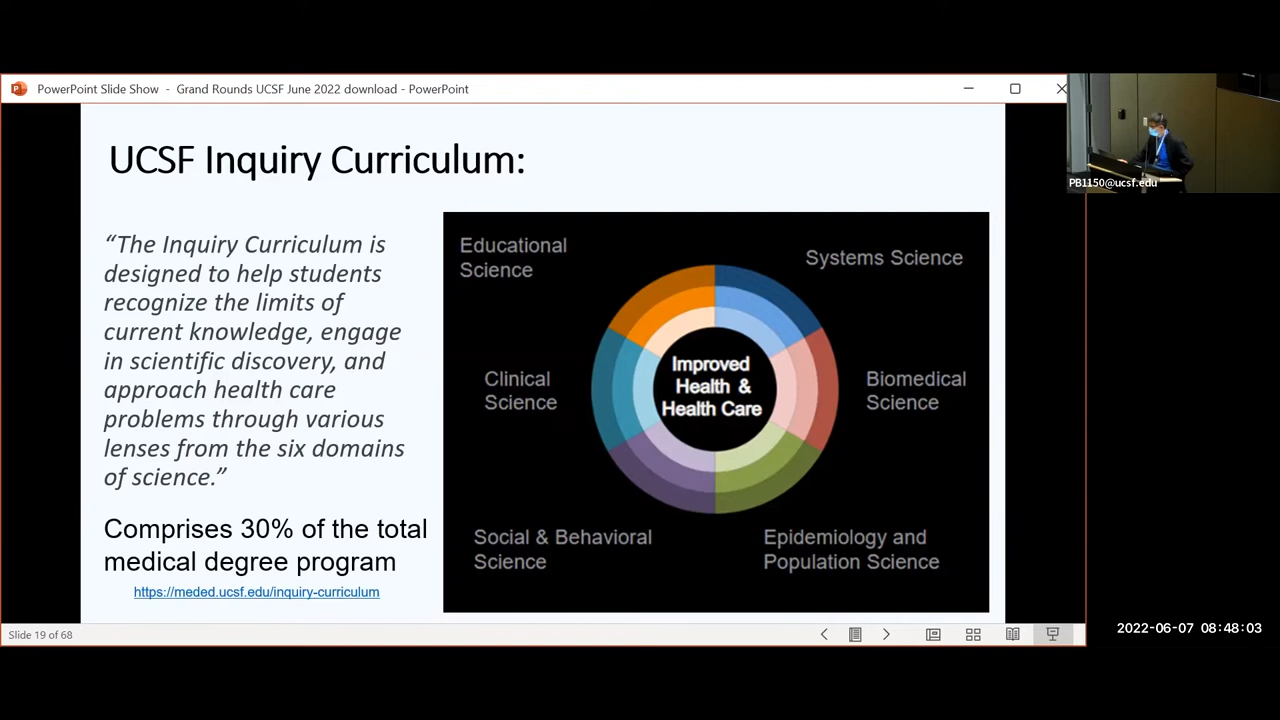 PowerPoint Slide Show - Grand Rounds UCSF June 2022 download - PowerPoint
UCSF Inquiry Curriculum:
“The Inquiry Curriculum is
designed to help students
recognize the limits of
current knowledge, engage
in scientific discovery, and
approach health care
problems through various
lenses from the six domains
of science.”
Comprises 30% of the total
medical degree program
https://meded.ucsf.edu/inquiry-curriculum
Educational
Science
Systems Science
Clinical
Science
Improved
Health &
Health Care
Biomedical
Science
Social & Behavioral
Science
Epidemiology and
Population Science
Slide 19 of 68
PB1150@ucsf.edu
2022-06-07 08:48:03